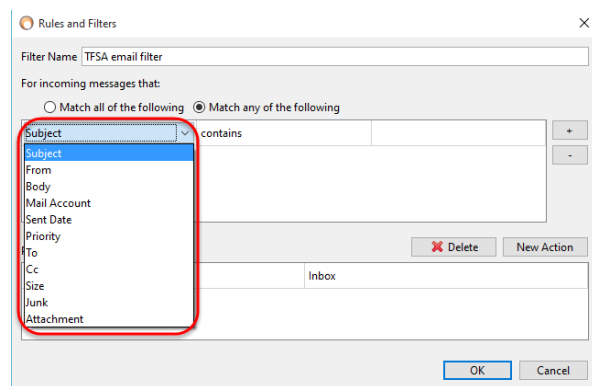 Rules and Filters
Filter Name TFSA email filter
For incoming messages that:
Match all of the following Match any of the following
Subject contains +
Subject -
From
Body
Mail Account
Sent Date
Priority
To Delete New Action
Cc Inbox
Size
Junk
Attachment
OK Cancel